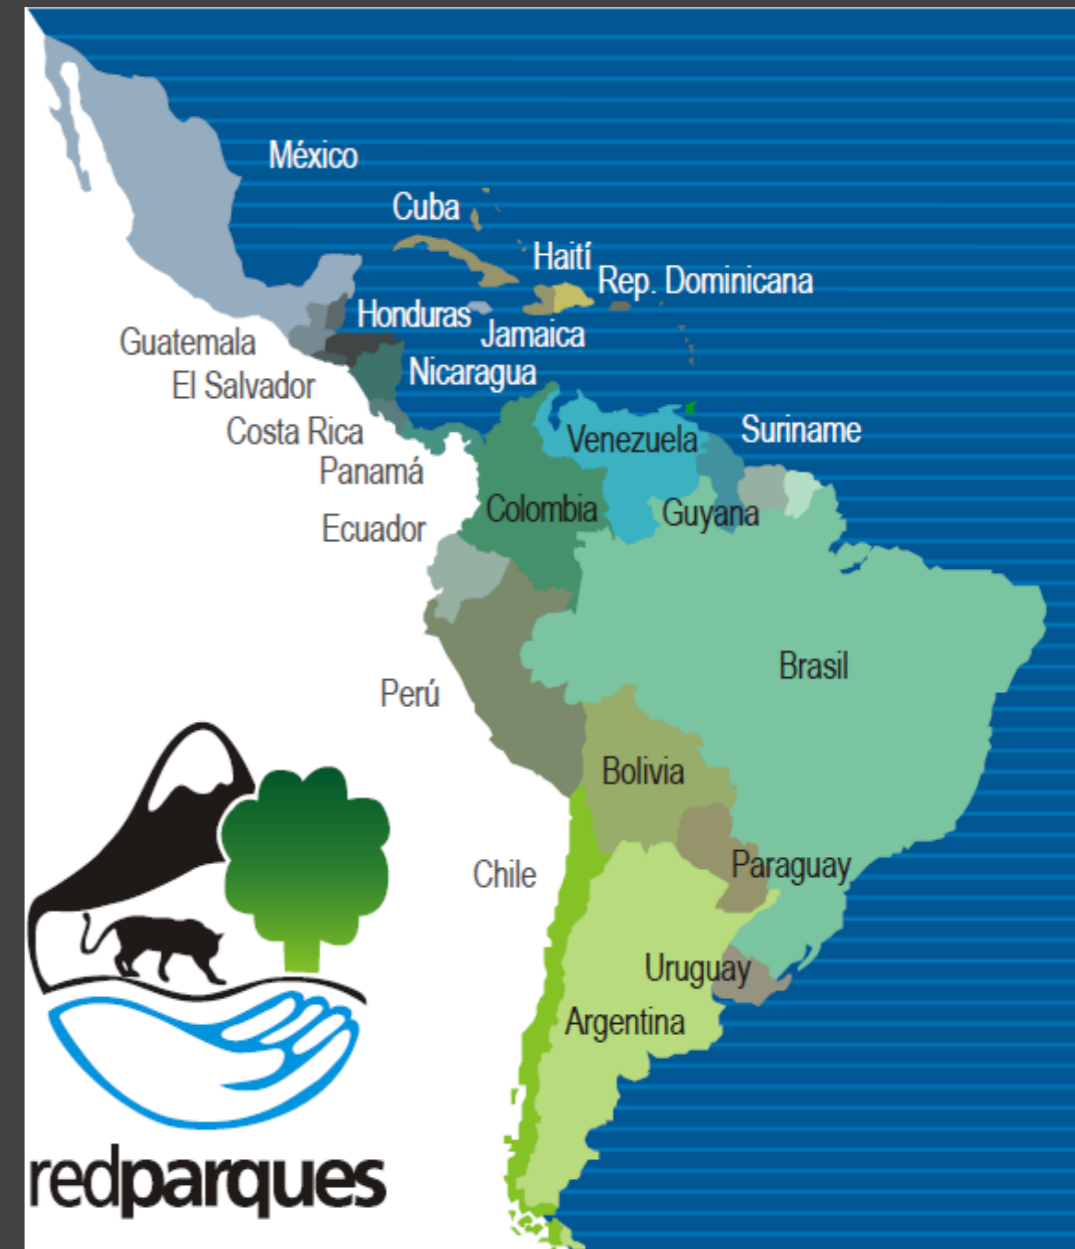 México
Cuba
Haití
Rep. Dominicana
Honduras
Jamaica
Guatemala
El Salvador
Nicaragua
Costa Rica
Venezuela
Suriname
Panamá
Colombia
Guyana
Ecuador
Brasil
Perú
Bolivia
Paraguay
Chile
Uruguay
Argentina
redparques